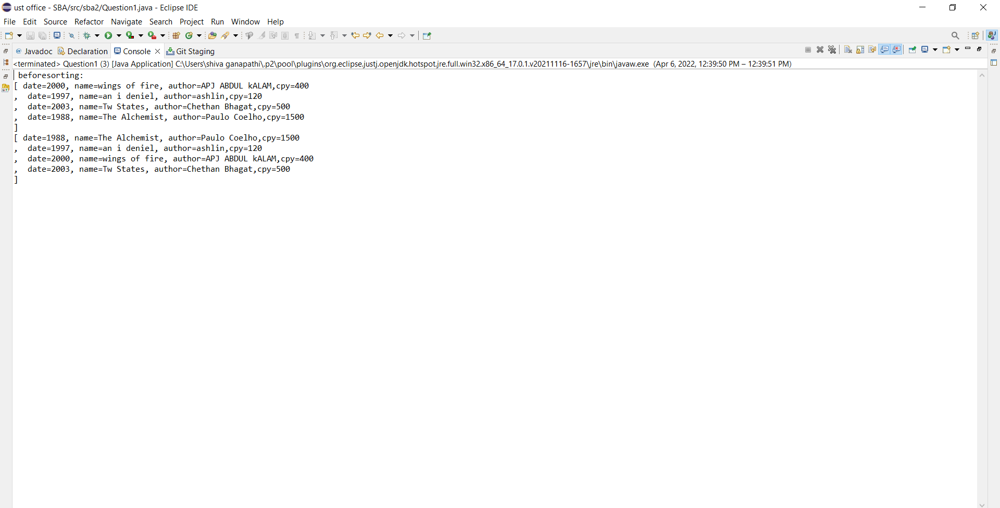 ust office - SBA/src/sba2/Question1.java - Eclipse IDE
File Edit Source Refactor Navigate Search Project Run Window Help
@ Javadoc Declaration Console Git Staging
<terminated> Question1 (3) [Java Application] C:\Users\shiva ganapathi\.p2\pool\plugins\org.eclipse.justj.openjdk.hotspot.jre.full.win32.x86_64_17.0.1.v20211116-1657\jre\bin\javaw.exe (Apr 6, 2022, 12:39:50 PM – 12:39:51 PM)
 beforesorting:
[ date=2000, name=wings of fire, author=APJ ABDUL kALAM,cpy=400
,  date=1997, name=an i deniel, author=ashlin,cpy=120
,  date=2003, name=Tw States, author=Chethan Bhagat,cpy=500
,  date=1988, name=The Alchemist, author=Paulo Coelho,cpy=1500
]
[ date=1988, name=The Alchemist, author=Paulo Coelho,cpy=1500
,  date=1997, name=an i deniel, author=ashlin,cpy=120
,  date=2000, name=wings of fire, author=APJ ABDUL kALAM,cpy=400
,  date=2003, name=Tw States, author=Chethan Bhagat,cpy=500
]